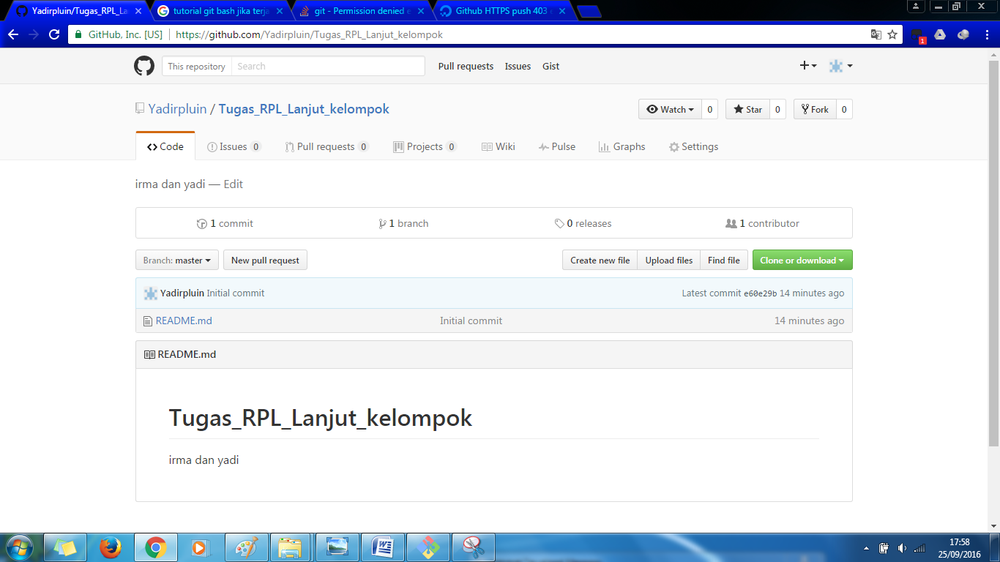 Yadirpluin/Tugas_RPL_La
tutorial git bash jika terja
git - Permission denied e
Github HTTPS push 403
GitHub, Inc. [US] https://github.com/Yadirpluin/Tugas_RPL_Lanjut_kelompok
1
This repository Search Pull requests Issues Gist
Yadirpluin / Tugas_RPL_Lanjut_kelompok Watch 0 Star 0 Fork 0
Code Issues 0 Pull requests 0 Projects 0 Wiki Pulse Graphs Settings
irma dan yadi — Edit
1 commit 1 branch 0 releases 1 contributor
Branch: master New pull request Create new file Upload files Find file Clone or download
Yadirpluin Initial commit Latest commit e60e29b 14 minutes ago
README.md Initial commit 14 minutes ago
README.md
Tugas_RPL_Lanjut_kelompok
irma dan yadi
17:58
25/09/2016